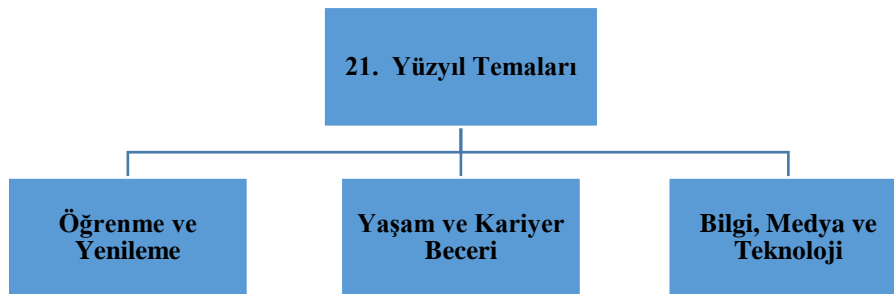 21. Yüzyıl Temaları
Öğrenme ve
Yenileme
Yaşam ve Kariyer
Beceri
Bilgi, Medya ve
Teknoloji